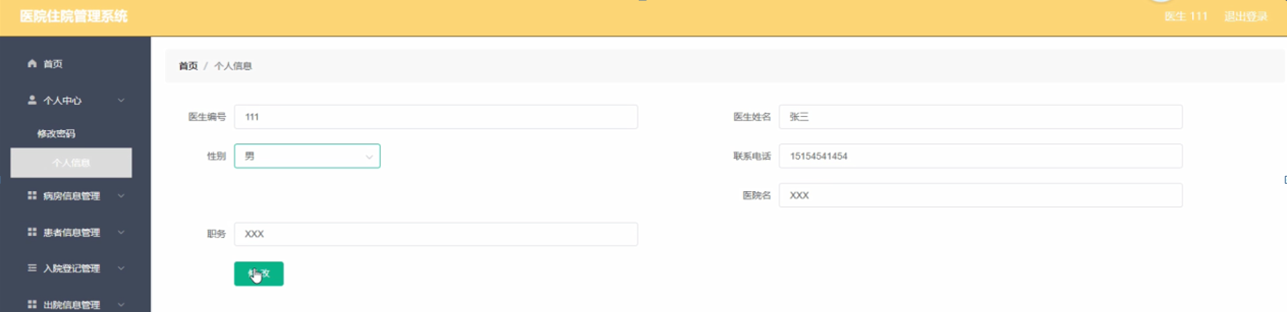 医院住院管理系统
医生 111 退出登录
首页
个人中心
修改密码
个人信息
病房信息管理
患者信息管理
入院登记管理
出院信息管理
首页 / 个人信息
医生编号 111 医生姓名 张三
性别 男 联系电话 15154541454
医院名 XXX
职务 XXX
修改